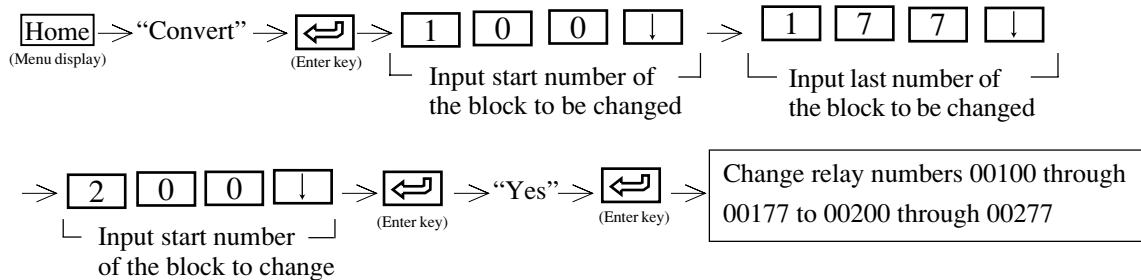 Home “Convert” 1 0 0 ↓ 1 7 7 ↓
(Menu display) (Enter key)
Input start number of
the block to be changed
Input last number of
the block to be changed
2 0 0 ↓ “Yes”
(Enter key) (Enter key)
Input start number
of the block to change
Change relay numbers 00100 through
00177 to 00200 through 00277